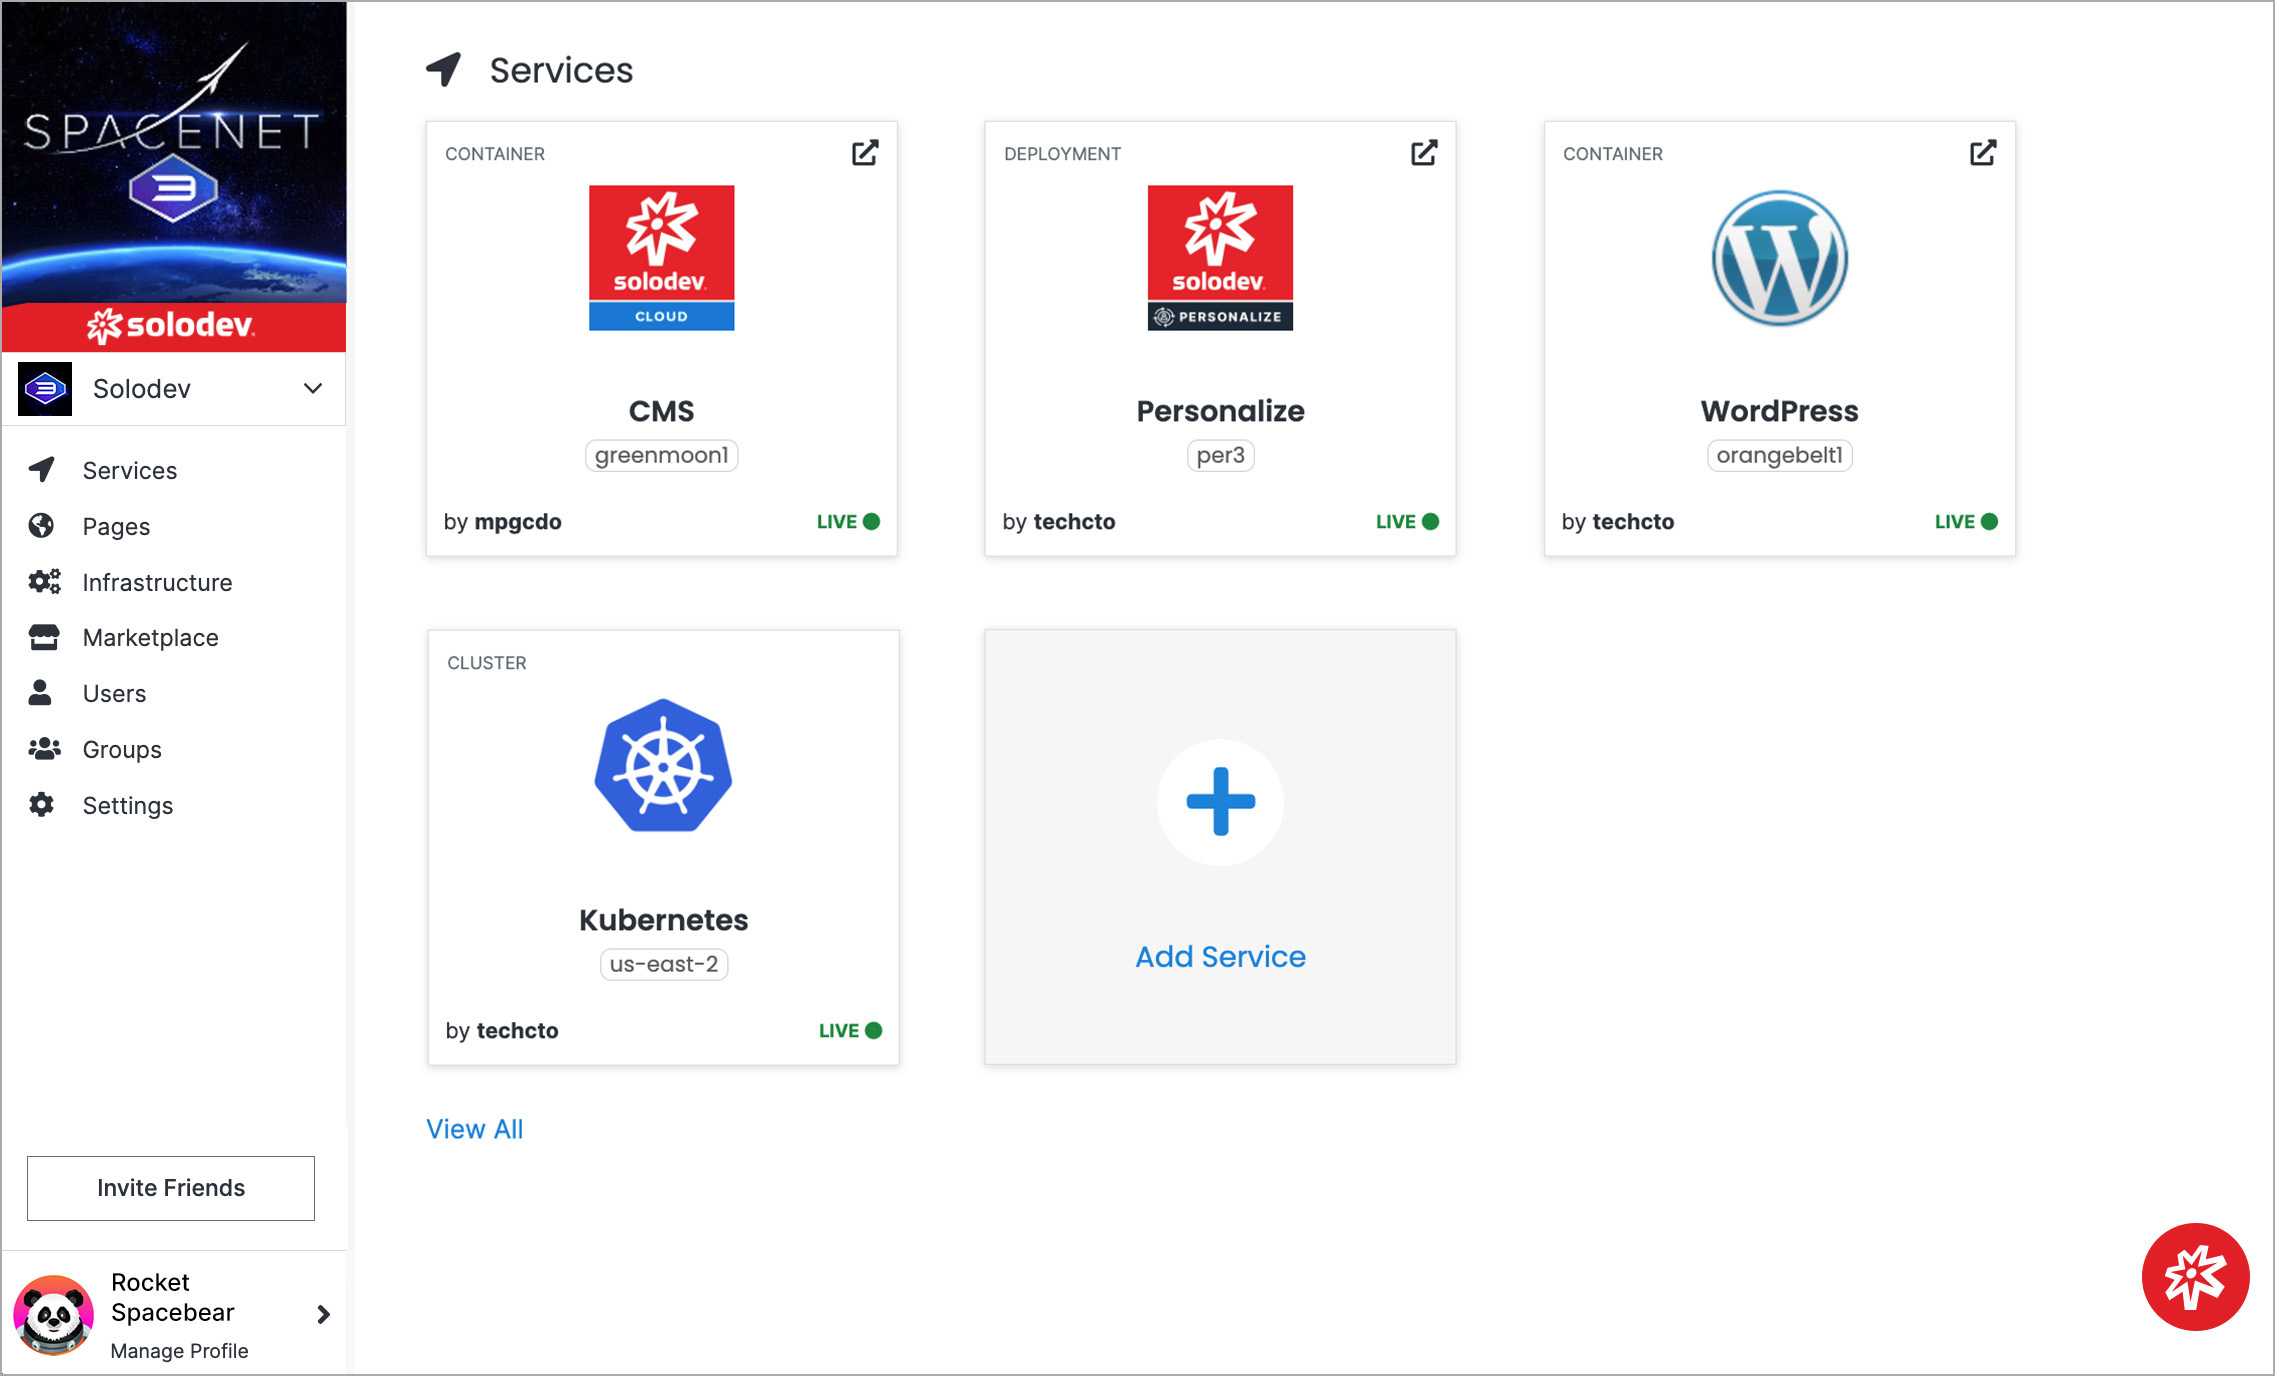 SPACENET
solodev
Solodev
Services
Pages
Infrastructure
Marketplace
Users
Groups
Settings
Invite Friends
Rocket
Spacebear
Manage Profile
Services
CONTAINER
solodev
CLOUD
CMS
greenmoon1
by mpgcdo
LIVE
DEPLOYMENT
solodev
PERSONALIZE
Personalize
per3
by techcto
LIVE
CONTAINER
WordPress
orangebelt1
by techcto
LIVE
CLUSTER
Kubernetes
us-east-2
by techcto
LIVE
Add Service
View All